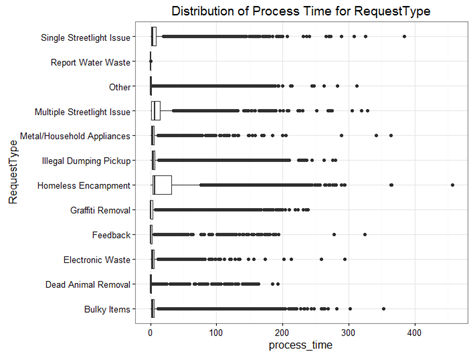 Distribution of Process Time for RequestType
RequestType
Single Streetlight Issue
Report Water Waste
Other
Multiple Streetlight Issue
Metal/Household Appliances
Illegal Dumping Pickup
Homeless Encampment
Graffiti Removal
Feedback
Electronic Waste
Dead Animal Removal
Bulky Items
0 100 200 300 400
process_time